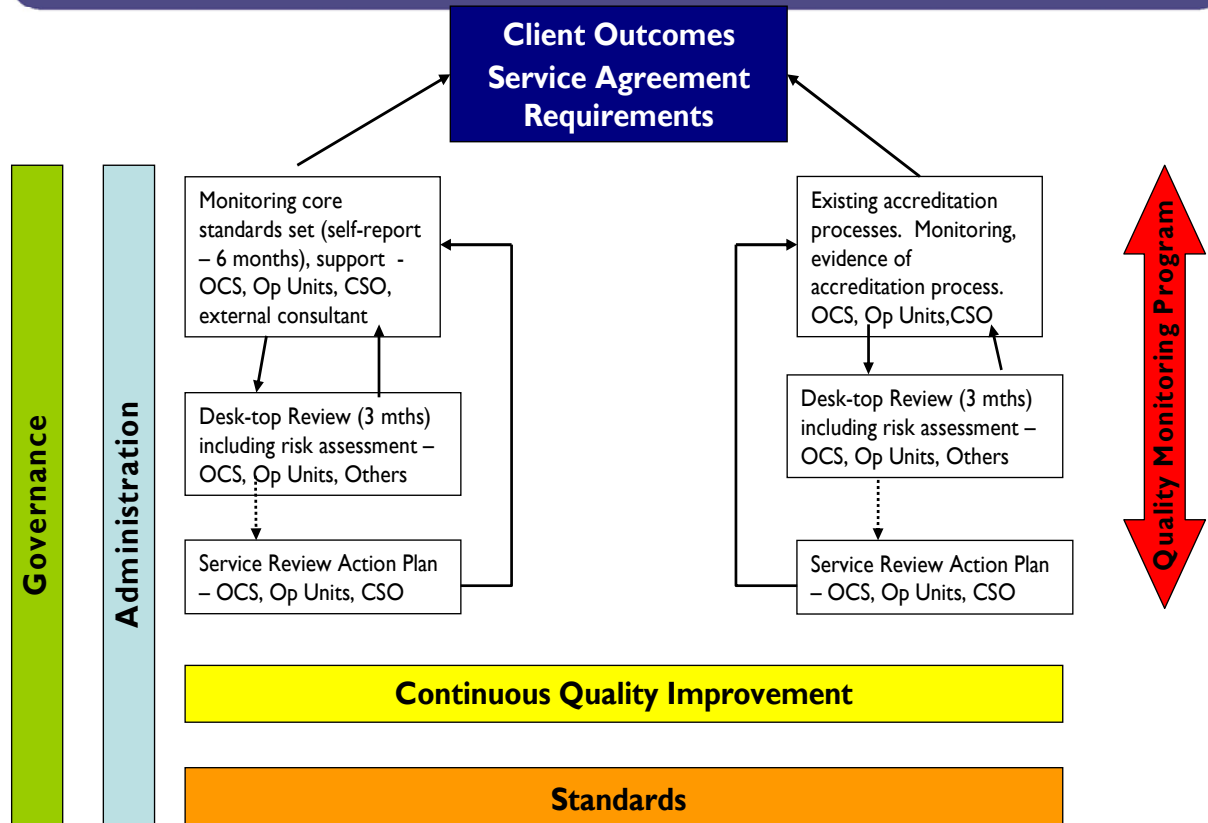 Client Outcomes
Service Agreement
Requirements
Governance
Administration
Monitoring core
standards set (self-report
– 6 months), support -
OCS, Op Units, CSO,
external consultant
Desk-top Review (3 mths)
including risk assessment –
OCS, Op Units, Others
Service Review Action Plan
– OCS, Op Units, CSO
Existing accreditation
processes. Monitoring,
evidence of
accreditation process.
OCS, Op Units,CSO
Desk-top Review (3 mths)
including risk assessment –
OCS, Op Units, Others
Service Review Action Plan
– OCS, Op Units, CSO
Quality Monitoring Program
Continuous Quality Improvement
Standards